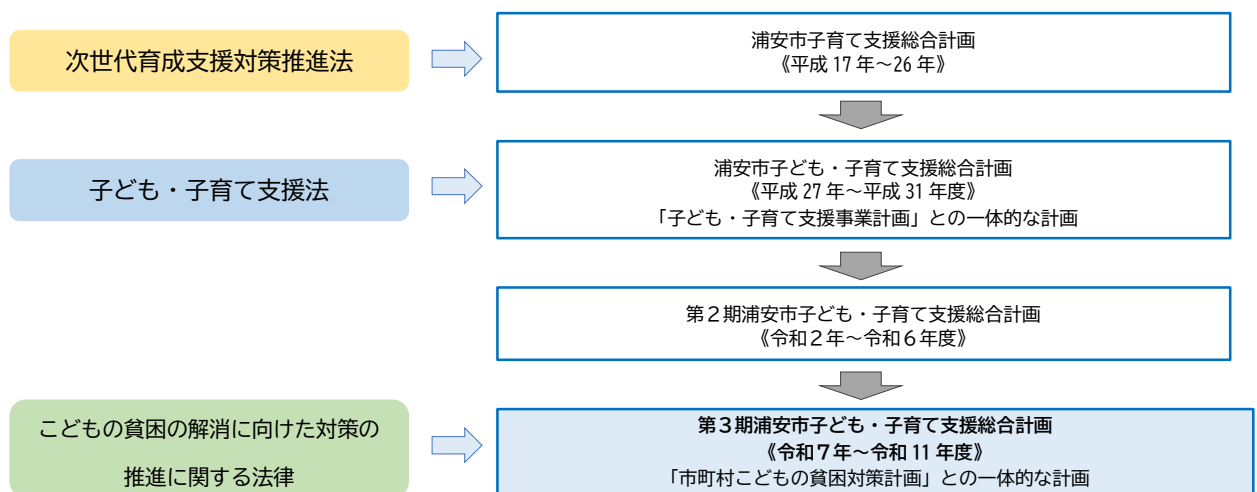 次世代育成支援対策推進法
浦安市子育て支援総合計画
《平成 17 年～26 年》
子ども・子育て支援法
浦安市子ども・子育て支援総合計画
《平成 27 年～平成 31 年度》
「子ども・子育て支援事業計画」との一体的な計画
第２期浦安市子ども・子育て支援総合計画
《令和２年～令和６年度》
こどもの貧困の解消に向けた対策の
推進に関する法律
第３期浦安市子ども・子育て支援総合計画
《令和７年～令和 11 年度》
「市町村こどもの貧困対策計画」との一体的な計画